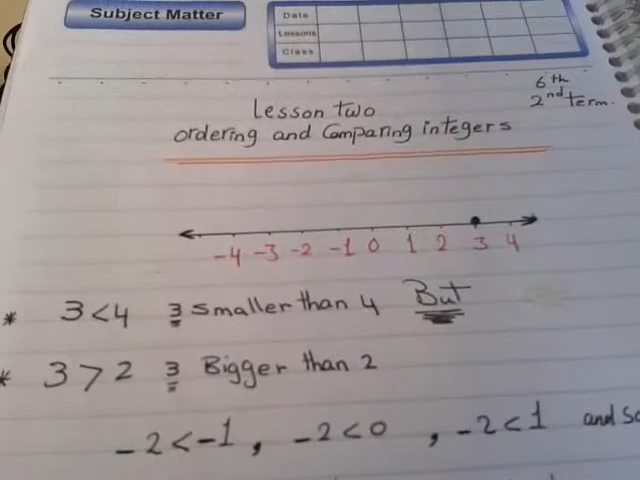 Subject Matter
Date
Lessons
Class
6th
2nd term.
Lesson two
ordering and Comparing integers
-4 -3 -2 -1 0 1 2 3 4
* 3<4 3 smaller than 4 But
* 3>2 3 Bigger than 2
-2<-1, -2<0, -2<1 and so